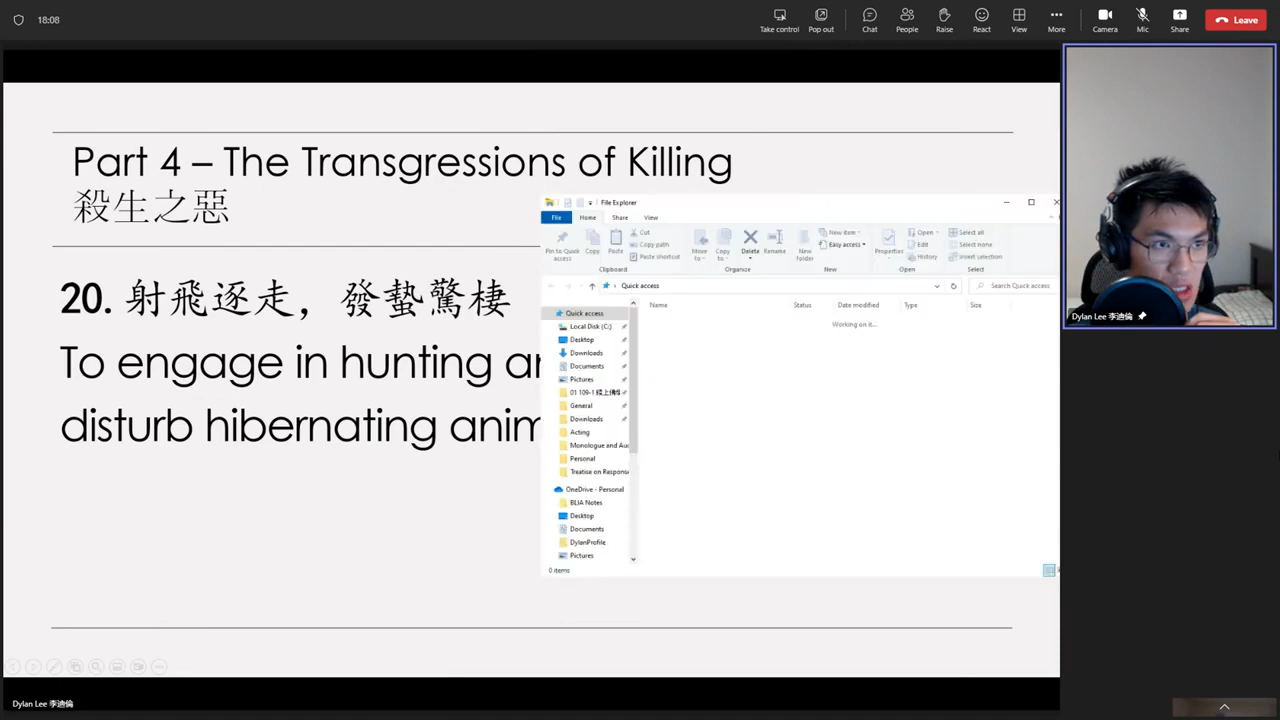 18:08
Take control
Pop out
Chat
People
Raise
React
View
More
Camera
Mic
Share
Leave
Part 4 – The Transgressions of Killing
殺生之惡
20. 射飛逐走，發蟄驚棲
To engage in hunting an
disturb hibernating anim
File Explorer
File Home Share View
Pin to Quick access
Copy
Paste
Cut
Copy path
Paste shortcut
Move to
Copy to
Delete
Rename
New folder
New item
Easy access
Properties
Open
Edit
History
Select all
Select none
Invert selection
Clipboard Organize New Open Select
Quick access
Search Quick access
Name Status Date modified Type Size
Working on it...
Quick access
Local Disk (C:)
Desktop
Downloads
Documents
Pictures
01 109-1
General
Downloads
Acting
Monologue and Au
Personal
Treatise on Response
OneDrive - Personal
BLIA Notes
Desktop
Documents
DylanProfile
Pictures
0 items
Dylan Lee 李迪倫
Dylan Lee 李迪倫